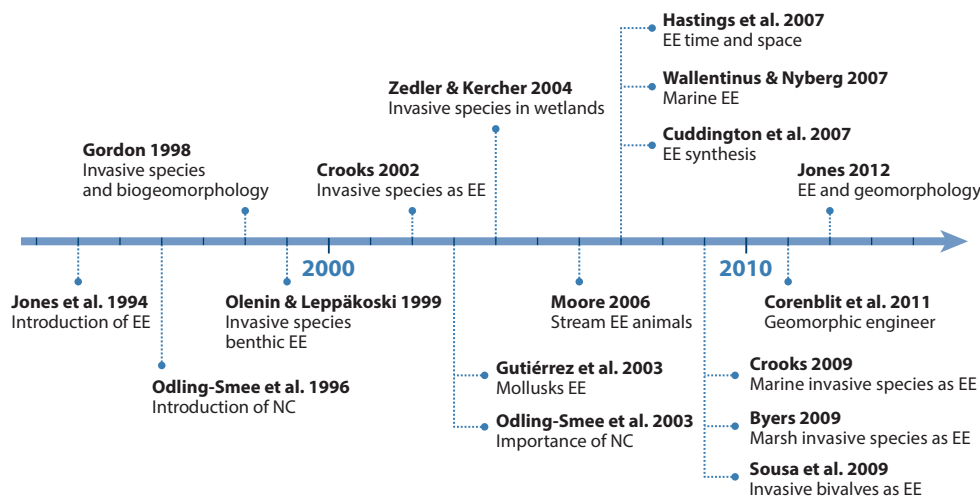 Hastings et al. 2007
EE time and space
Wallentinus & Nyberg 2007
Marine EE
Cuddington et al. 2007
EE synthesis
Zedler & Kercher 2004
Invasive species in wetlands
Gordon 1998
Invasive species
and biogeomorphology
Crooks 2002
Invasive species as EE
Jones 2012
EE and geomorphology
2000
2010
Jones et al. 1994
Introduction of EE
Olenin & Leppäkoski 1999
Invasive species
benthic EE
Moore 2006
Stream EE animals
Corenblit et al. 2011
Geomorphic engineer
Odling-Smee et al. 1996
Introduction of NC
Gutiérrez et al. 2003
Mollusks EE
Odling-Smee et al. 2003
Importance of NC
Crooks 2009
Marine invasive species as EE
Byers 2009
Marsh invasive species as EE
Sousa et al. 2009
Invasive bivalves as EE